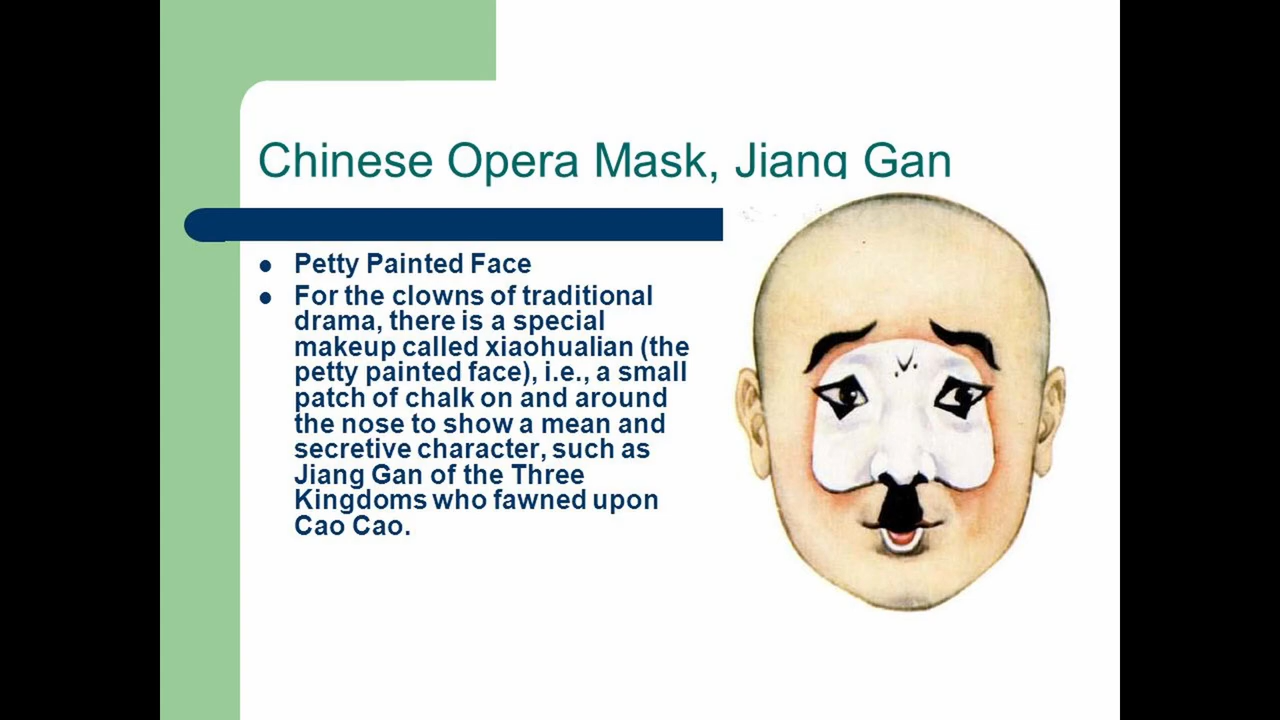 Chinese Opera Mask, Jiang Gan
Petty Painted Face
For the clowns of traditional
drama, there is a special
makeup called xiaohualian (the
petty painted face), i.e., a small
patch of chalk on and around
the nose to show a mean and
secretive character, such as
Jiang Gan of the Three
Kingdoms who fawned upon
Cao Cao.